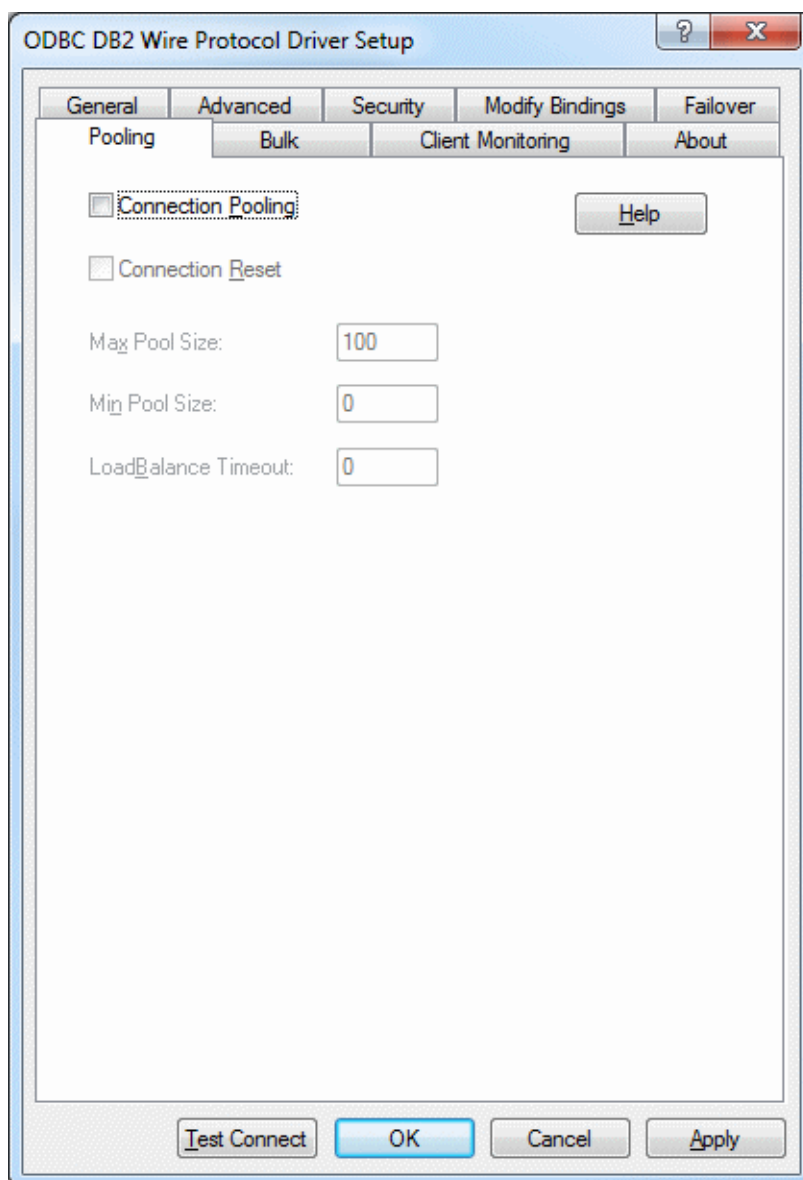 ODBC DB2 Wire Protocol Driver Setup
?
X
General Advanced Security Modify Bindings Failover
Pooling Bulk Client Monitoring About
Connection Pooling
Help
Connection Reset
Max Pool Size: 100
Min Pool Size: 0
LoadBalance Timeout: 0
Test Connect OK Cancel Apply